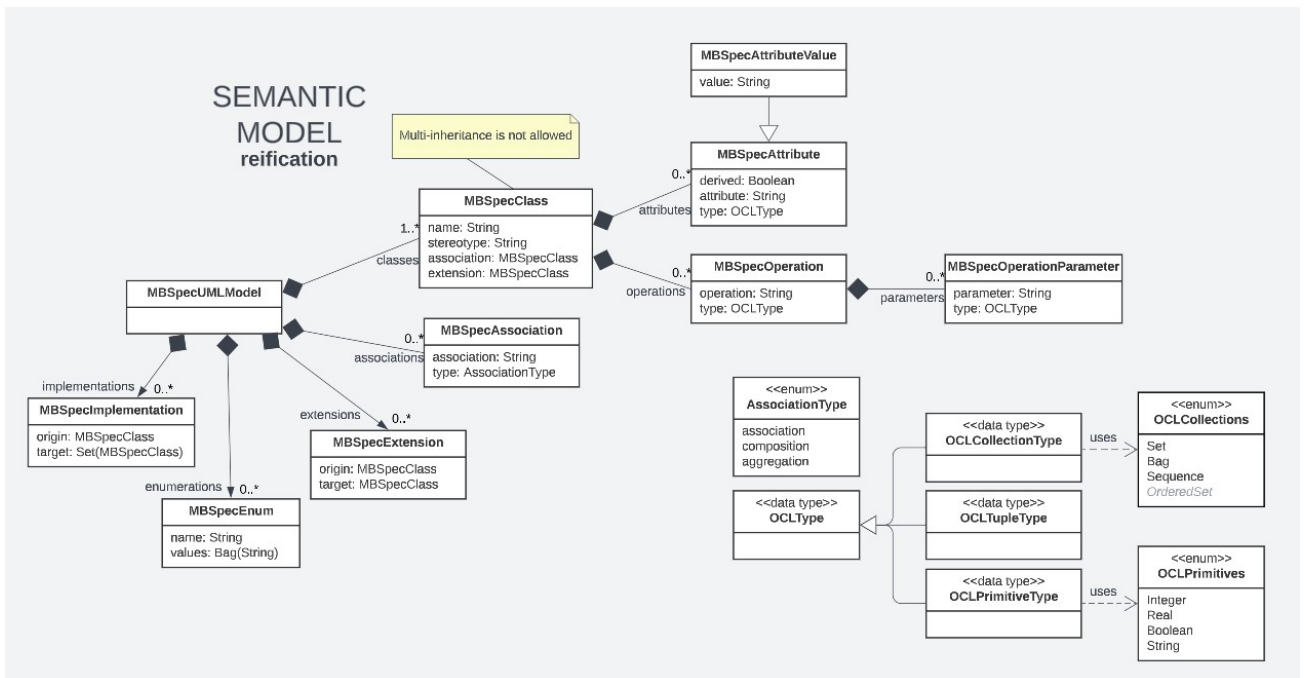 SEMANTIC
MODEL
reification
Multi-inheritance is not allowed
MBSpecAttributeValue
value: String
MBSpecAttribute
derived: Boolean
attribute: String
type: OCLType
0..*
attributes
MBSpecClass
name: String
stereotype: String
association: MBSpecClass
extension: MBSpecClass
1..*
classes
MBSpecOperation
operation: String
type: OCLType
0..*
operations
MBSpecOperationParameter
parameter: String
type: OCLType
0..*
parameters
MBSpecUMLModel
MBSpecAssociation
association: String
type: AssociationType
0..*
associations
implementations
0..*
MBSpecImplementation
origin: MBSpecClass
target: Set(MBSpecClass)
extensions
0..*
MBSpecExtension
origin: MBSpecClass
target: MBSpecClass
enumerations
0..*
MBSpecEnum
name: String
values: Bag(String)
<<enum>>
AssociationType
association
composition
aggregation
<<data type>>
OCLType
<<data type>>
OCLCollectionType
uses
<<enum>>
OCLCollections
Set
Bag
Sequence
OrderedSet
<<data type>>
OCLTupleType
<<data type>>
OCLPrimitiveType
uses
<<enum>>
OCLPrimitives
Integer
Real
Boolean
String